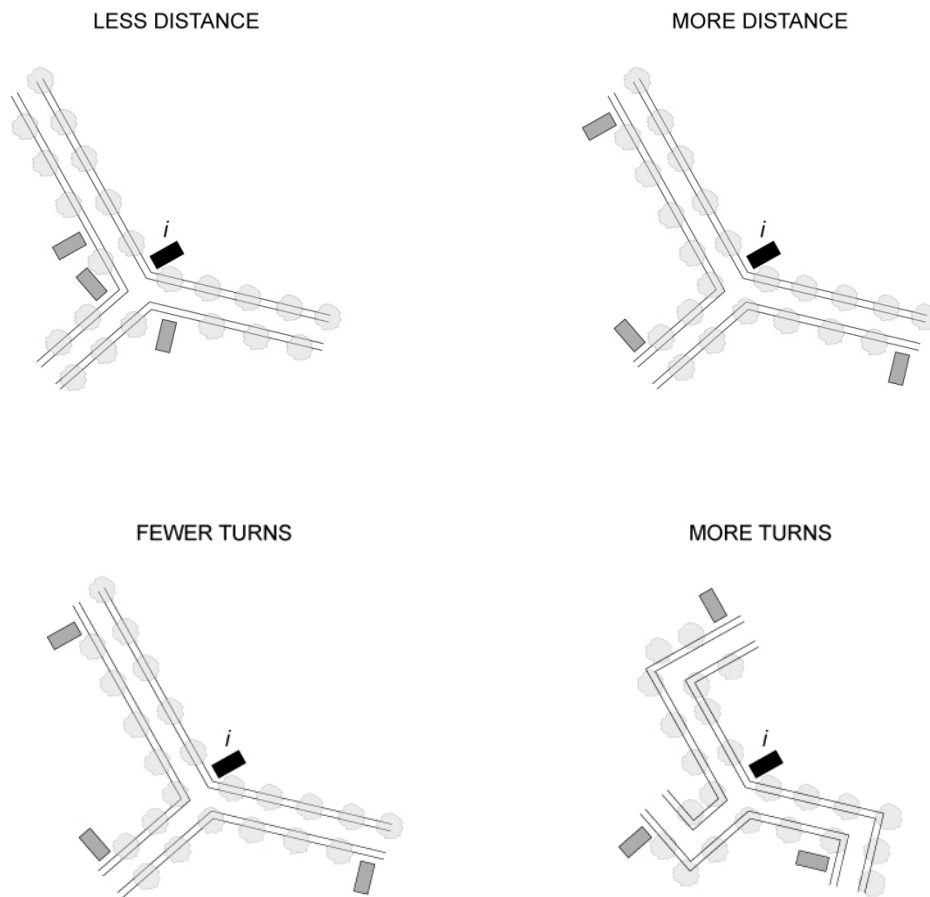 LESS DISTANCE
MORE DISTANCE
i
i
FEWER TURNS
MORE TURNS
i
i